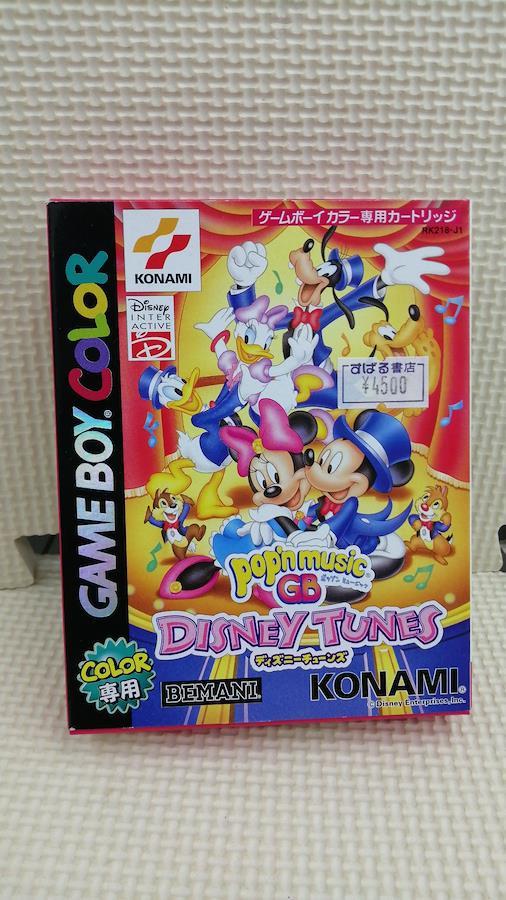 ゲームボーイカラー専用カートリッジ
RK218-J1
KONAMI
Disney
INTER
ACTIVE
GAME BOY COLOR
すばる書店
¥4500
pop'n music®
GB ポップン ミュージック
DISNEY TUNES
ディズニーチューンズ
COLOR
専用
BEMANI
KONAMI®
© Disney Enterprises, Inc.